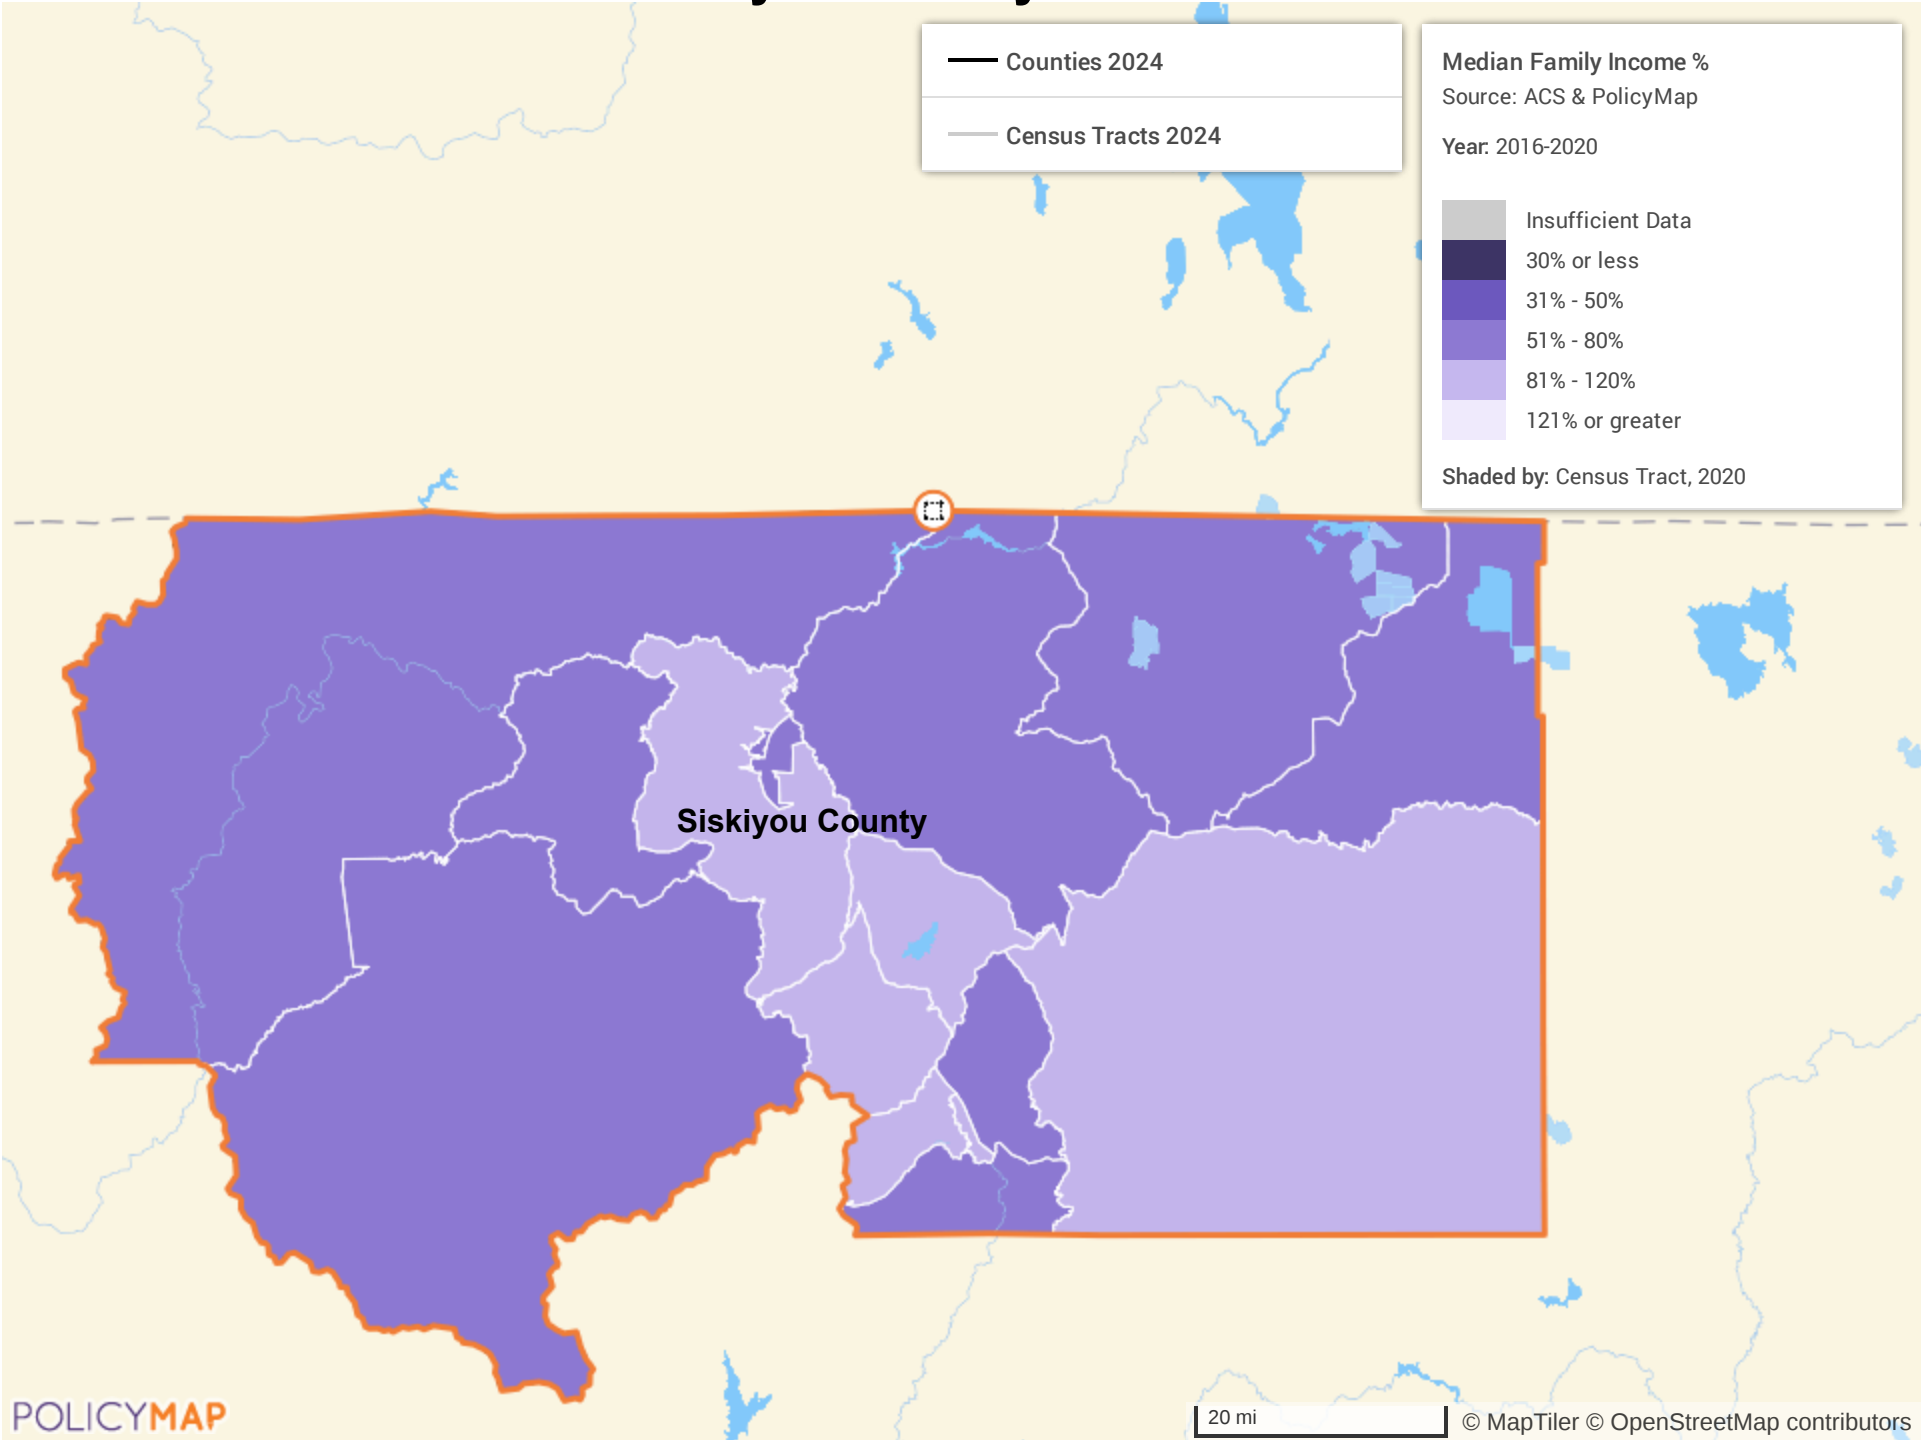 Counties 2024
Census Tracts 2024
Median Family Income %
Source: ACS & PolicyMap
Year: 2016-2020
Insufficient Data
30% or less
31% - 50%
51% - 80%
81% - 120%
121% or greater
Shaded by: Census Tract, 2020
Siskiyou County
POLICYMAP
20 mi
© MapTiler © OpenStreetMap contributors